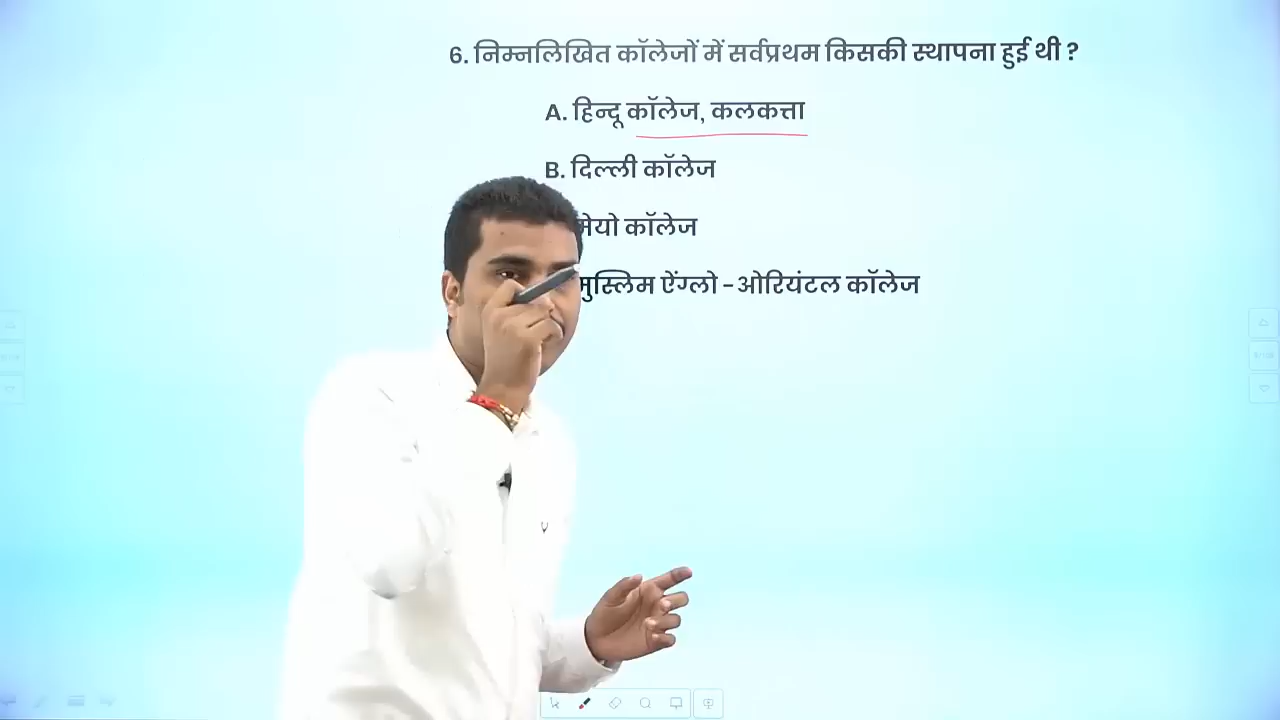 6. निम्नलिखित कॉलेजों में सर्वप्रथम किसकी स्थापना हुई थी ?
A. हिन्दू कॉलेज, कलकत्ता
B. दिल्ली कॉलेज
मेयो कॉलेज
मुस्लिम ऐंग्लो - ओरियंटल कॉलेज